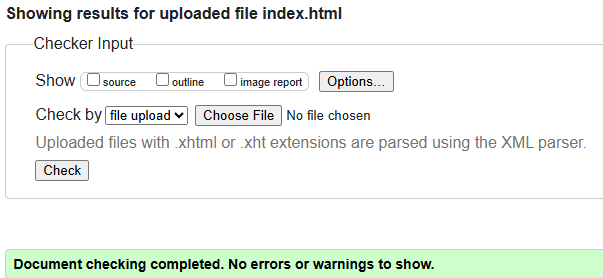 Showing results for uploaded file index.html
Checker Input
Show source outline image report Options...
Check by file upload Choose File No file chosen
Uploaded files with .xhtml or .xht extensions are parsed using the XML parser.
Check
Document checking completed. No errors or warnings to show.